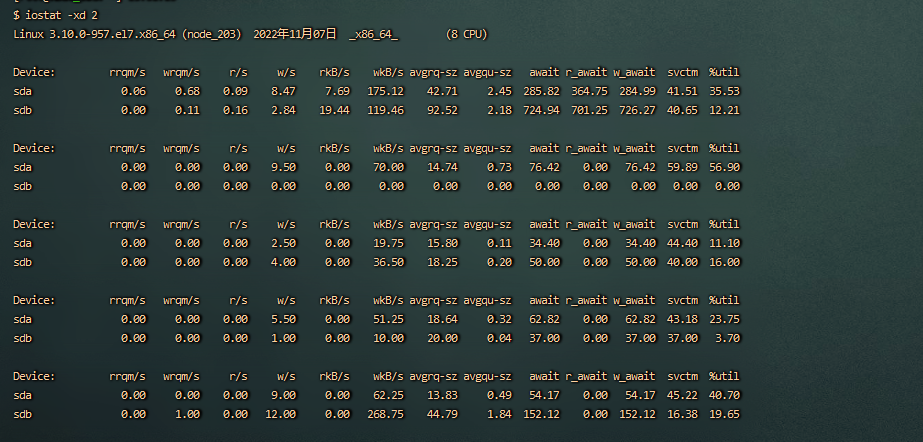 $ iostat -xd 2
Linux 3.10.0-957.el7.x86_64 (node_203) 2022年11月07日 _x86_64_ (8 CPU)
Device: rrqm/s wrqm/s r/s w/s rkB/s wkB/s avgrq-sz avgqu-sz await r_await w_await svctm %util
sda 0.06 0.68 0.09 8.47 7.69 175.12 42.71 2.45 285.82 364.75 284.99 41.51 35.53
sdb 0.00 0.11 0.16 2.84 19.44 119.46 92.52 2.18 724.94 701.25 726.27 40.65 12.21
Device: rrqm/s wrqm/s r/s w/s rkB/s wkB/s avgrq-sz avgqu-sz await r_await w_await svctm %util
sda 0.00 0.00 0.00 9.50 0.00 70.00 14.74 0.73 76.42 0.00 76.42 59.89 56.90
sdb 0.00 0.00 0.00 0.00 0.00 0.00 0.00 0.00 0.00 0.00 0.00 0.00 0.00
Device: rrqm/s wrqm/s r/s w/s rkB/s wkB/s avgrq-sz avgqu-sz await r_await w_await svctm %util
sda 0.00 0.00 0.00 2.50 0.00 19.75 15.80 0.11 34.40 0.00 34.40 44.40 11.10
sdb 0.00 0.00 0.00 4.00 0.00 36.50 18.25 0.20 50.00 0.00 50.00 40.00 16.00
Device: rrqm/s wrqm/s r/s w/s rkB/s wkB/s avgrq-sz avgqu-sz await r_await w_await svctm %util
sda 0.00 0.00 0.00 5.50 0.00 51.25 18.64 0.32 62.82 0.00 62.82 43.18 23.75
sdb 0.00 0.00 0.00 1.00 0.00 10.00 20.00 0.04 37.00 0.00 37.00 37.00 3.70
Device: rrqm/s wrqm/s r/s w/s rkB/s wkB/s avgrq-sz avgqu-sz await r_await w_await svctm %util
sda 0.00 0.00 0.00 9.00 0.00 62.25 13.83 0.49 54.17 0.00 54.17 45.22 40.70
sdb 0.00 1.00 0.00 12.00 0.00 268.75 44.79 1.84 152.12 0.00 152.12 16.38 19.65